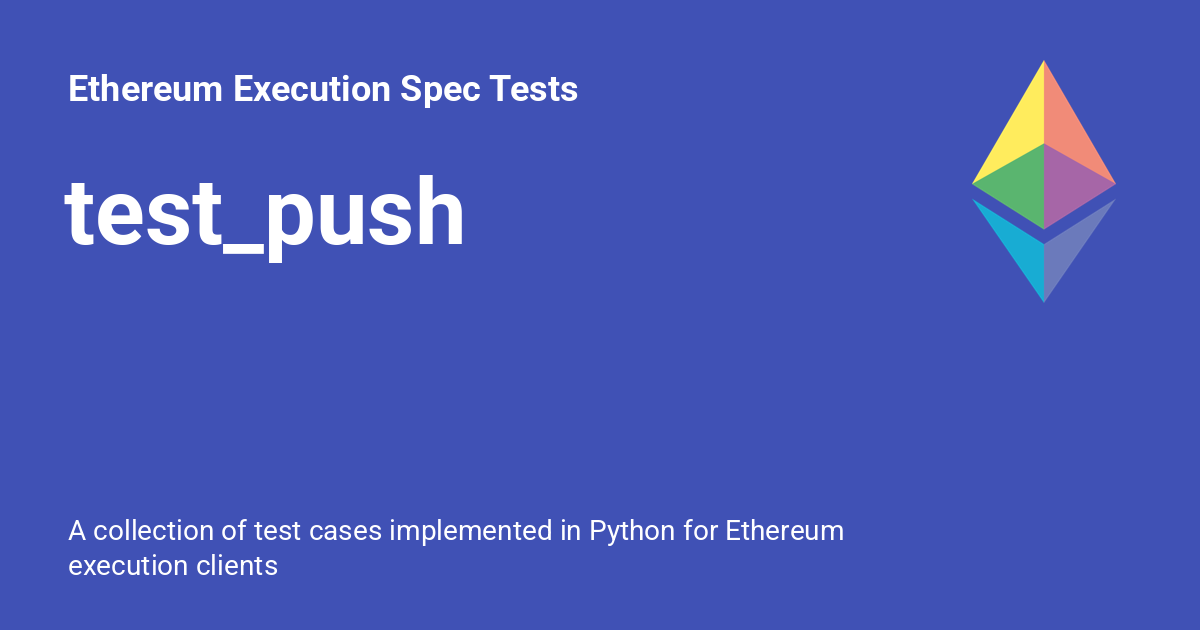 Ethereum Execution Spec Tests
test_push
A collection of test cases implemented in Python for Ethereum
execution clients